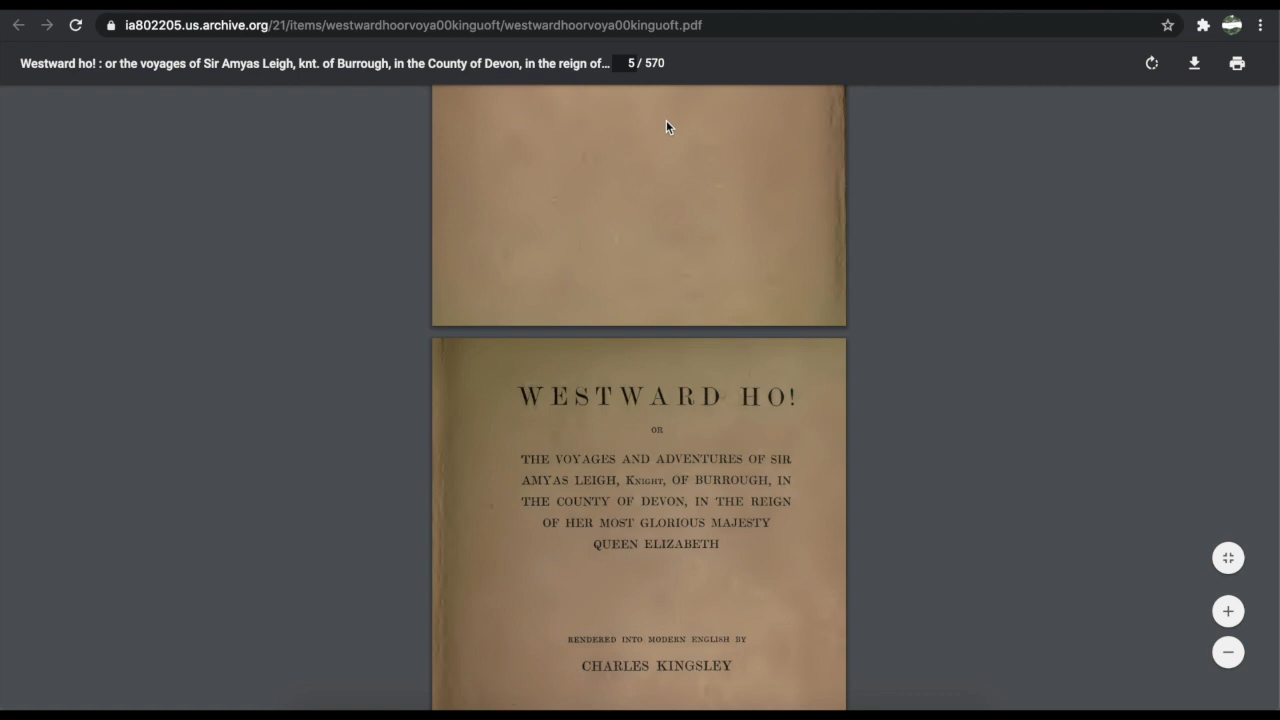 ia802205.us.archive.org/21/items/westwardhoorvoya00kinguoft/westwardhoorvoya00kinguoft.pdf
Westward ho! : or the voyages of Sir Amyas Leigh, knt. of Burrough, in the County of Devon, in the reign of... 5 / 570
WESTWARD HO!
OR
THE VOYAGES AND ADVENTURES OF SIR
AMYAS LEIGH, KNIGHT, OF BURROUGH, IN
THE COUNTY OF DEVON, IN THE REIGN
OF HER MOST GLORIOUS MAJESTY
QUEEN ELIZABETH
RENDERED INTO MODERN ENGLISH BY
CHARLES KINGSLEY